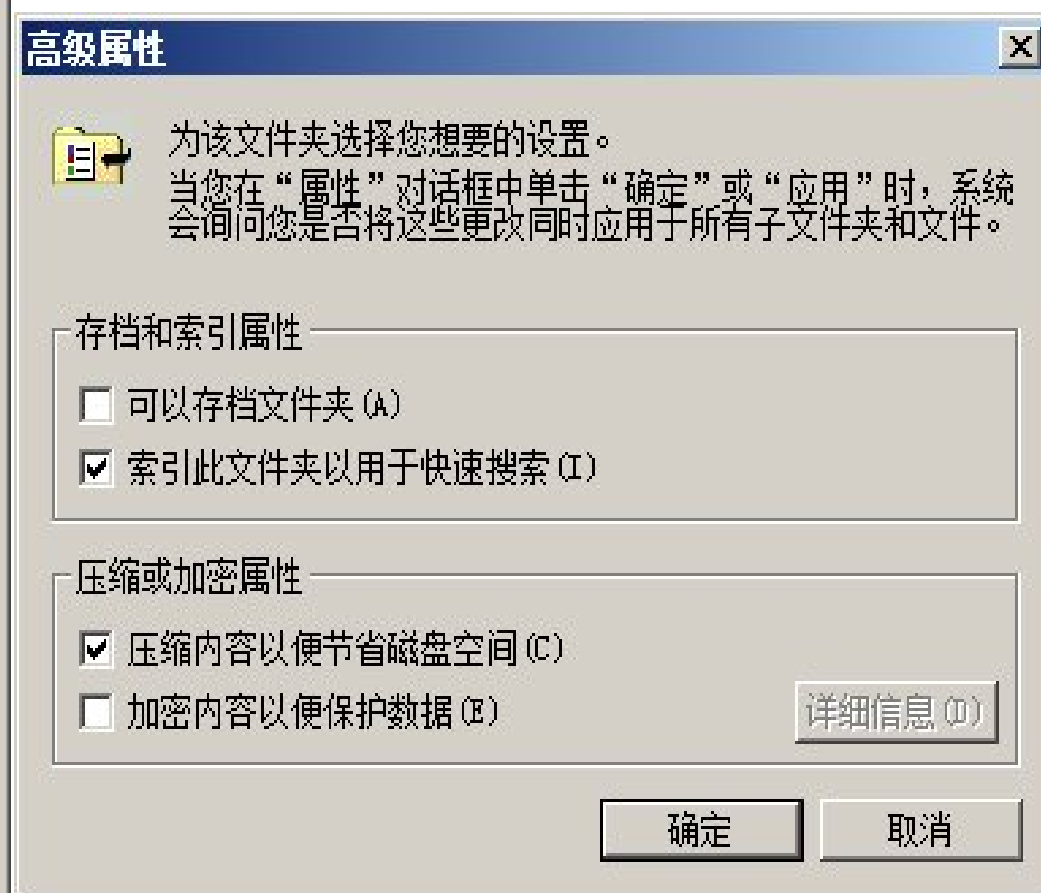 高级属性
为该文件夹选择您想要的设置。
当您在“属性”对话框中单击“确定”或“应用”时，系统
会询问您是否将这些更改同时应用于所有子文件夹和文件。
存档和索引属性
可以存档文件夹(A)
索引此文件夹以用于快速搜索(I)
压缩或加密属性
压缩内容以便节省磁盘空间(C)
加密内容以便保护数据(E)
详细信息(D)
确定
取消